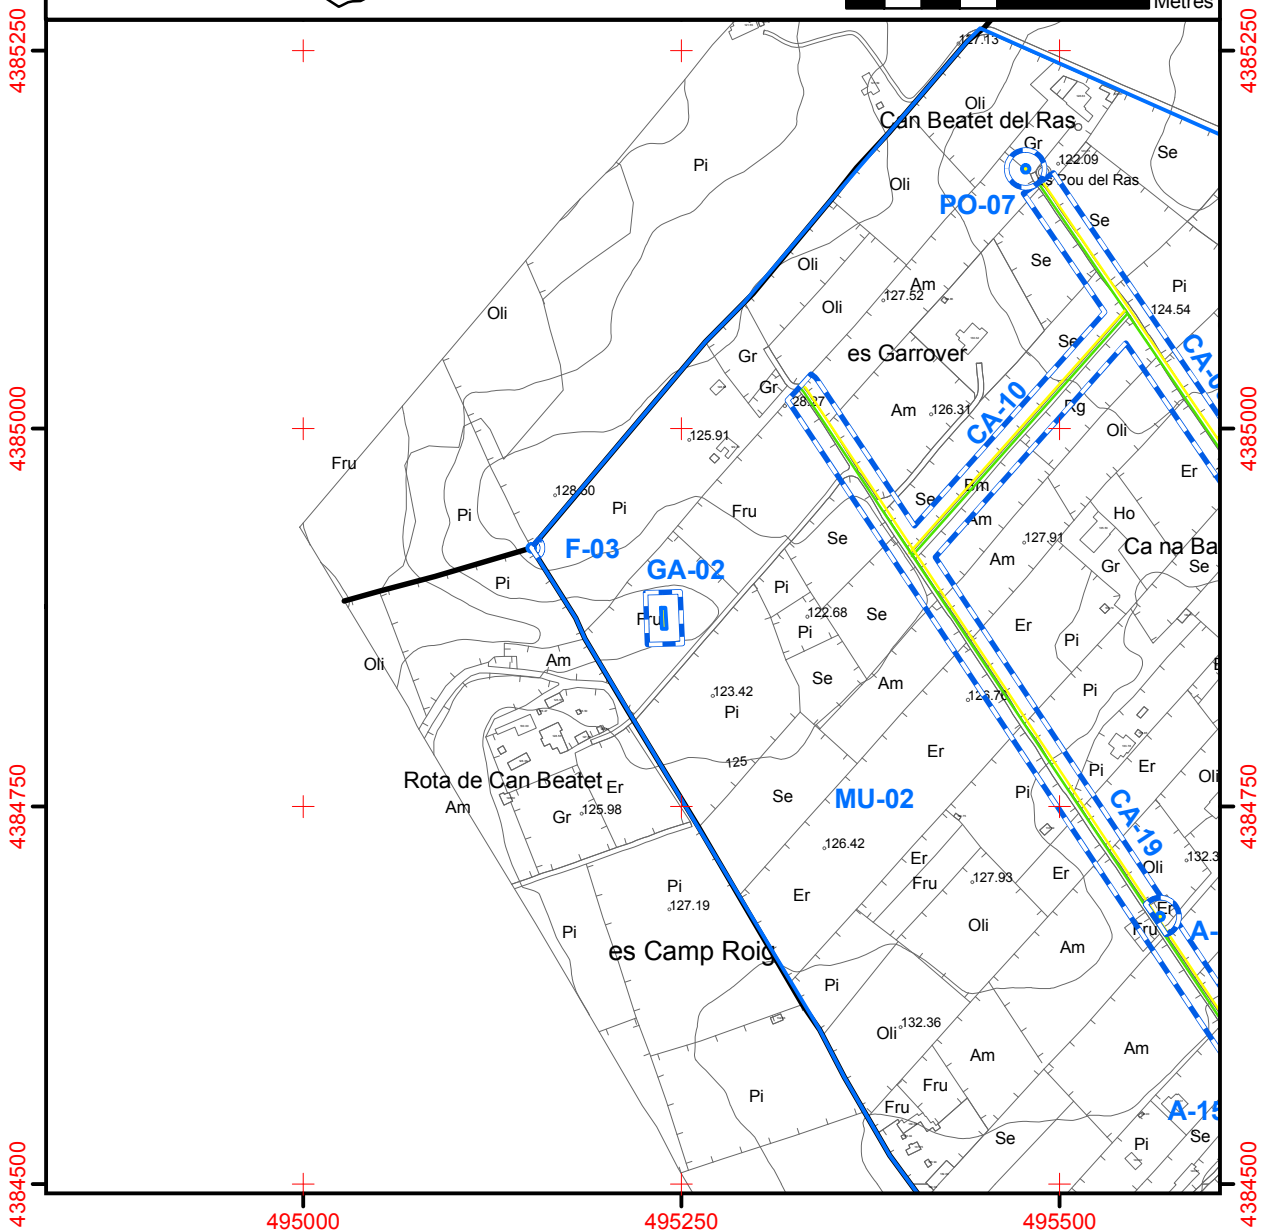 Metres
4385250
4385250
127.13
Oli
Can Beatet del Ras
Gr
Se
Pi
122.09
Pou del Ras
Oli
PO-07
Se
Se
Oli
Am
Pi
127.52
Oli
124.54
Oli
Se
es Garrover
Gr
CA-0
Gr
CA-10
Am
126.31
Rg
4385000
4385000
125.91
Oli
Fru
Er
128.50
Pi
Se
Fru
Pi
Ho
Am
Se
127.91
F-03
Ca na Ba
Am
GA-02
Gr
Se
Pi
Pi
122.68
Se
Fru
Er
Pi
Pi
Am
Oli
Se
Am
Pi
123.42
126.70
Pi
Er
125
Pi
Er
Oli
Rota de Can Beatet
Er
Se
MU-02
Pi
CA-19
4384750
4384750
Am
Gr
125.98
126.42
132.3
Er
Oli
Er
127.93
Fru
Pi
Er
127.19
Er
Oli
Fru
A-
Pi
Am
es Camp Roig
Pi
132.36
Oli
Am
Am
Fru
Pi
Fru
A-15
Se
Se
Pi
4384500
4384500
495000
495250
495500